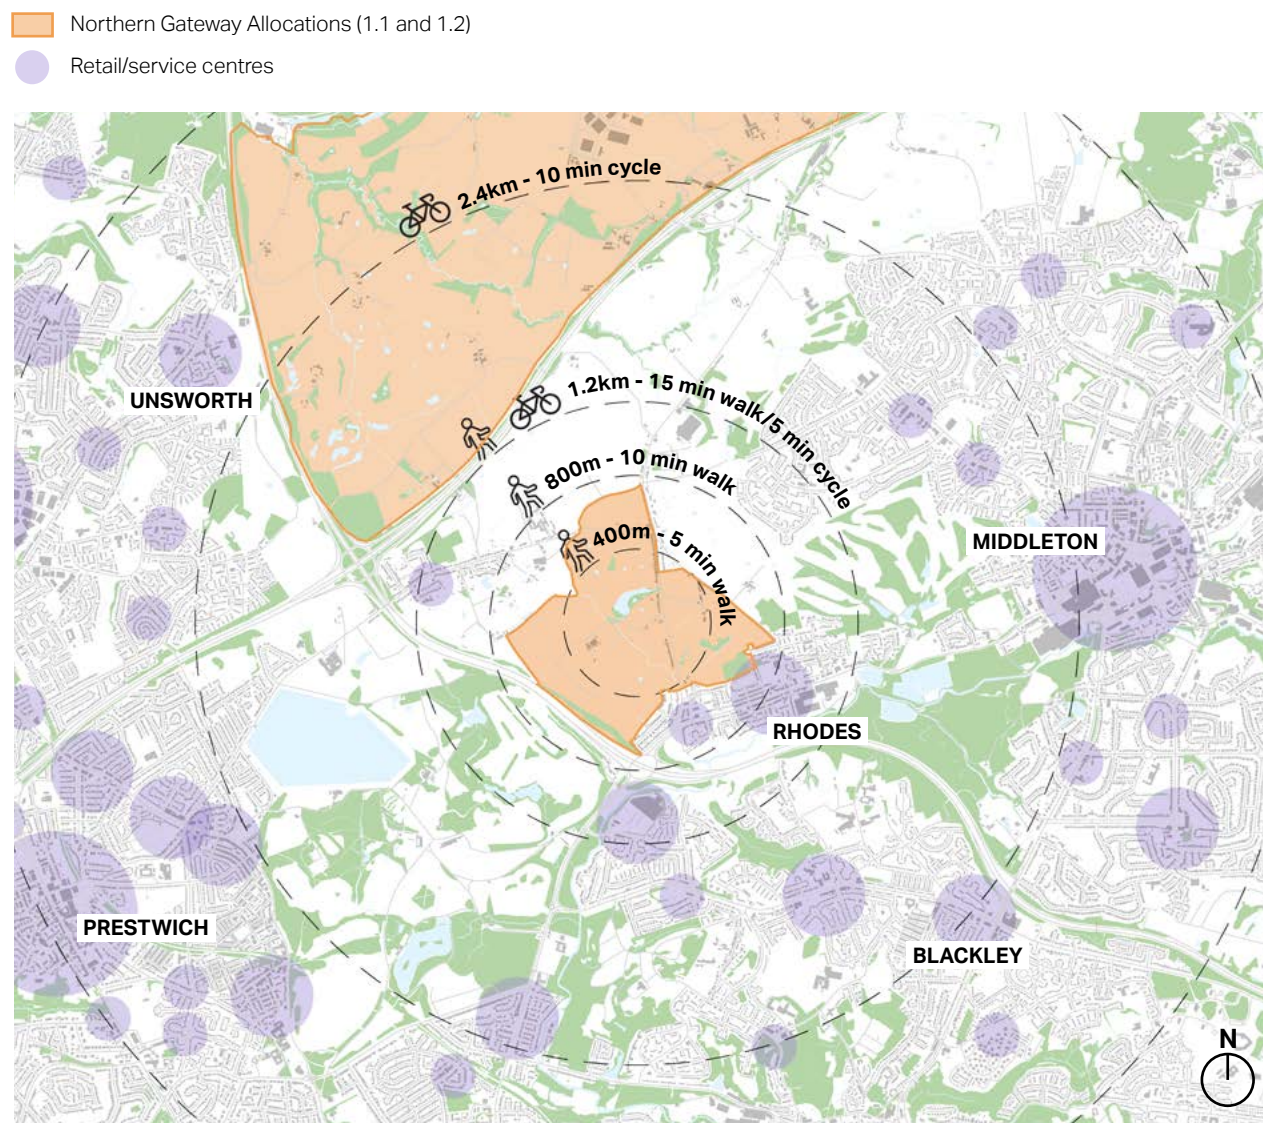 Northern Gateway Allocations (1.1 and 1.2)
Retail/service centres
2.4km - 10 min cycle
1.2km - 15 min walk/5 min cycle
UNSWORTH
800m - 10 min walk
400m - 5 min walk
MIDDLETON
RHODES
PRESTWICH
BLACKLEY
N